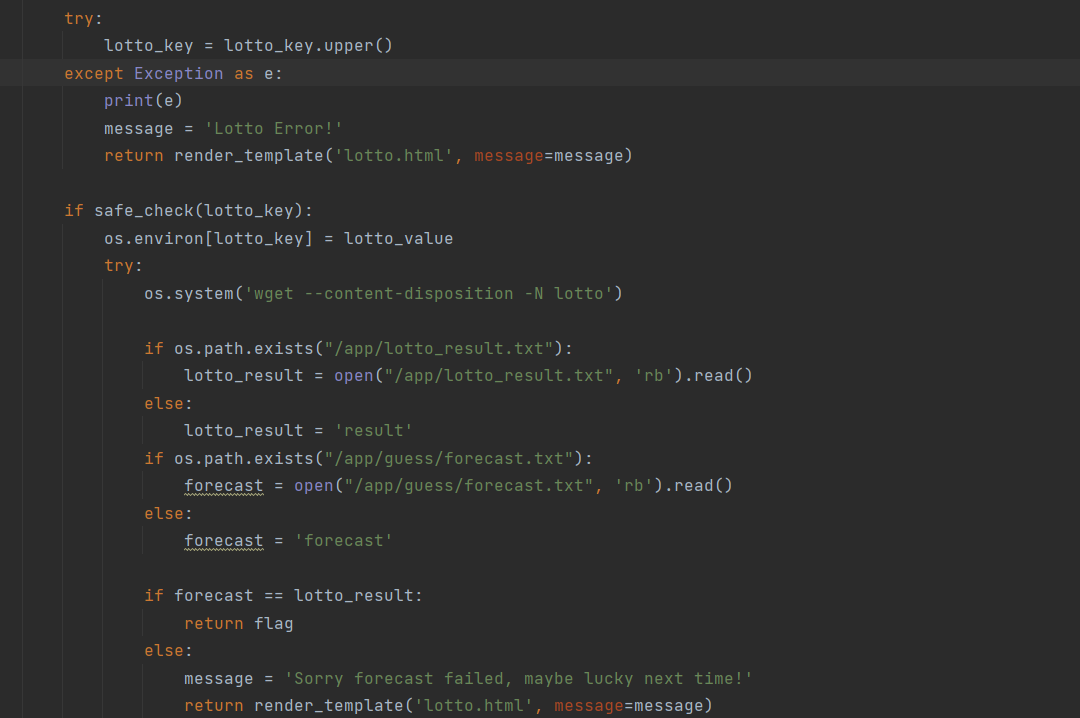 try:
    lotto_key = lotto_key.upper()
except Exception as e:
    print(e)
    message = 'Lotto Error!'
    return render_template('lotto.html', message=message)

if safe_check(lotto_key):
    os.environ[lotto_key] = lotto_value
    try:
        os.system('wget --content-disposition -N lotto')

        if os.path.exists("/app/lotto_result.txt"):
            lotto_result = open("/app/lotto_result.txt", 'rb').read()
        else:
            lotto_result = 'result'
        if os.path.exists("/app/guess/forecast.txt"):
            forecast = open("/app/guess/forecast.txt", 'rb').read()
        else:
            forecast = 'forecast'

        if forecast == lotto_result:
            return flag
        else:
            message = 'Sorry forecast failed, maybe lucky next time!'
            return render_template('lotto.html', message=message)